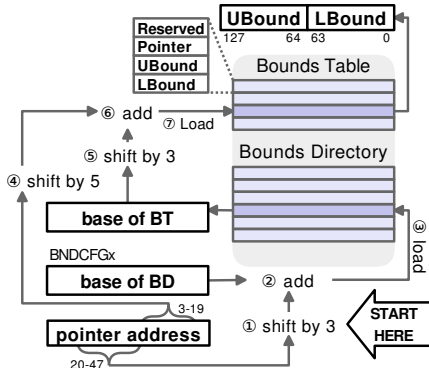 UBound LBound
127 64 63 0
Reserved
Pointer
UBound
LBound
Bounds Table
⑥ add
⑦ Load
⑤ shift by 3
④ shift by 5
Bounds Directory
base of BT
③ load
BNDCFGx
base of BD
② add
3-19
pointer address
20-47
① shift by 3
START
HERE